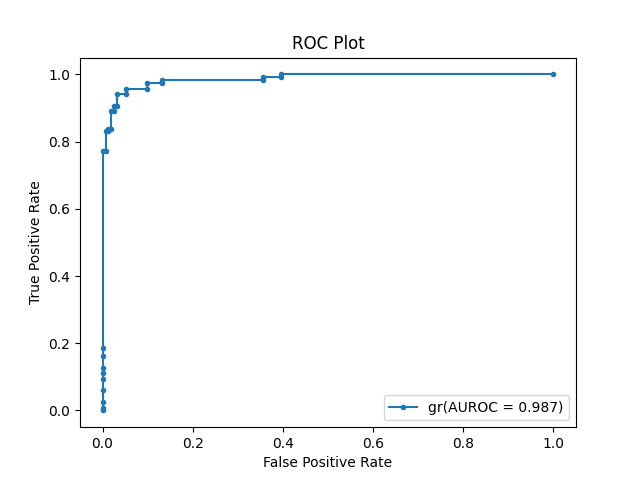 ROC Plot
True Positive Rate
1.0
0.8
0.6
0.4
0.2
0.0
0.0 0.2 0.4 0.6 0.8 1.0
False Positive Rate
gr(AUROC = 0.987)